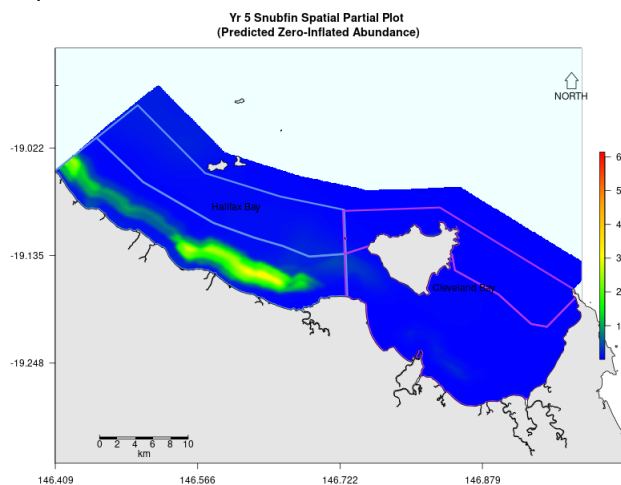 Yr 5 Snubfin Spatial Partial Plot
(Predicted Zero-Inflated Abundance)
NORTH
-19.022
6
5
4
3
2
1
Halifax Bay
-19.135
Cleveland Bay
-19.248
0 2 4 6 8 10
km
146.409 146.566 146.722 146.879